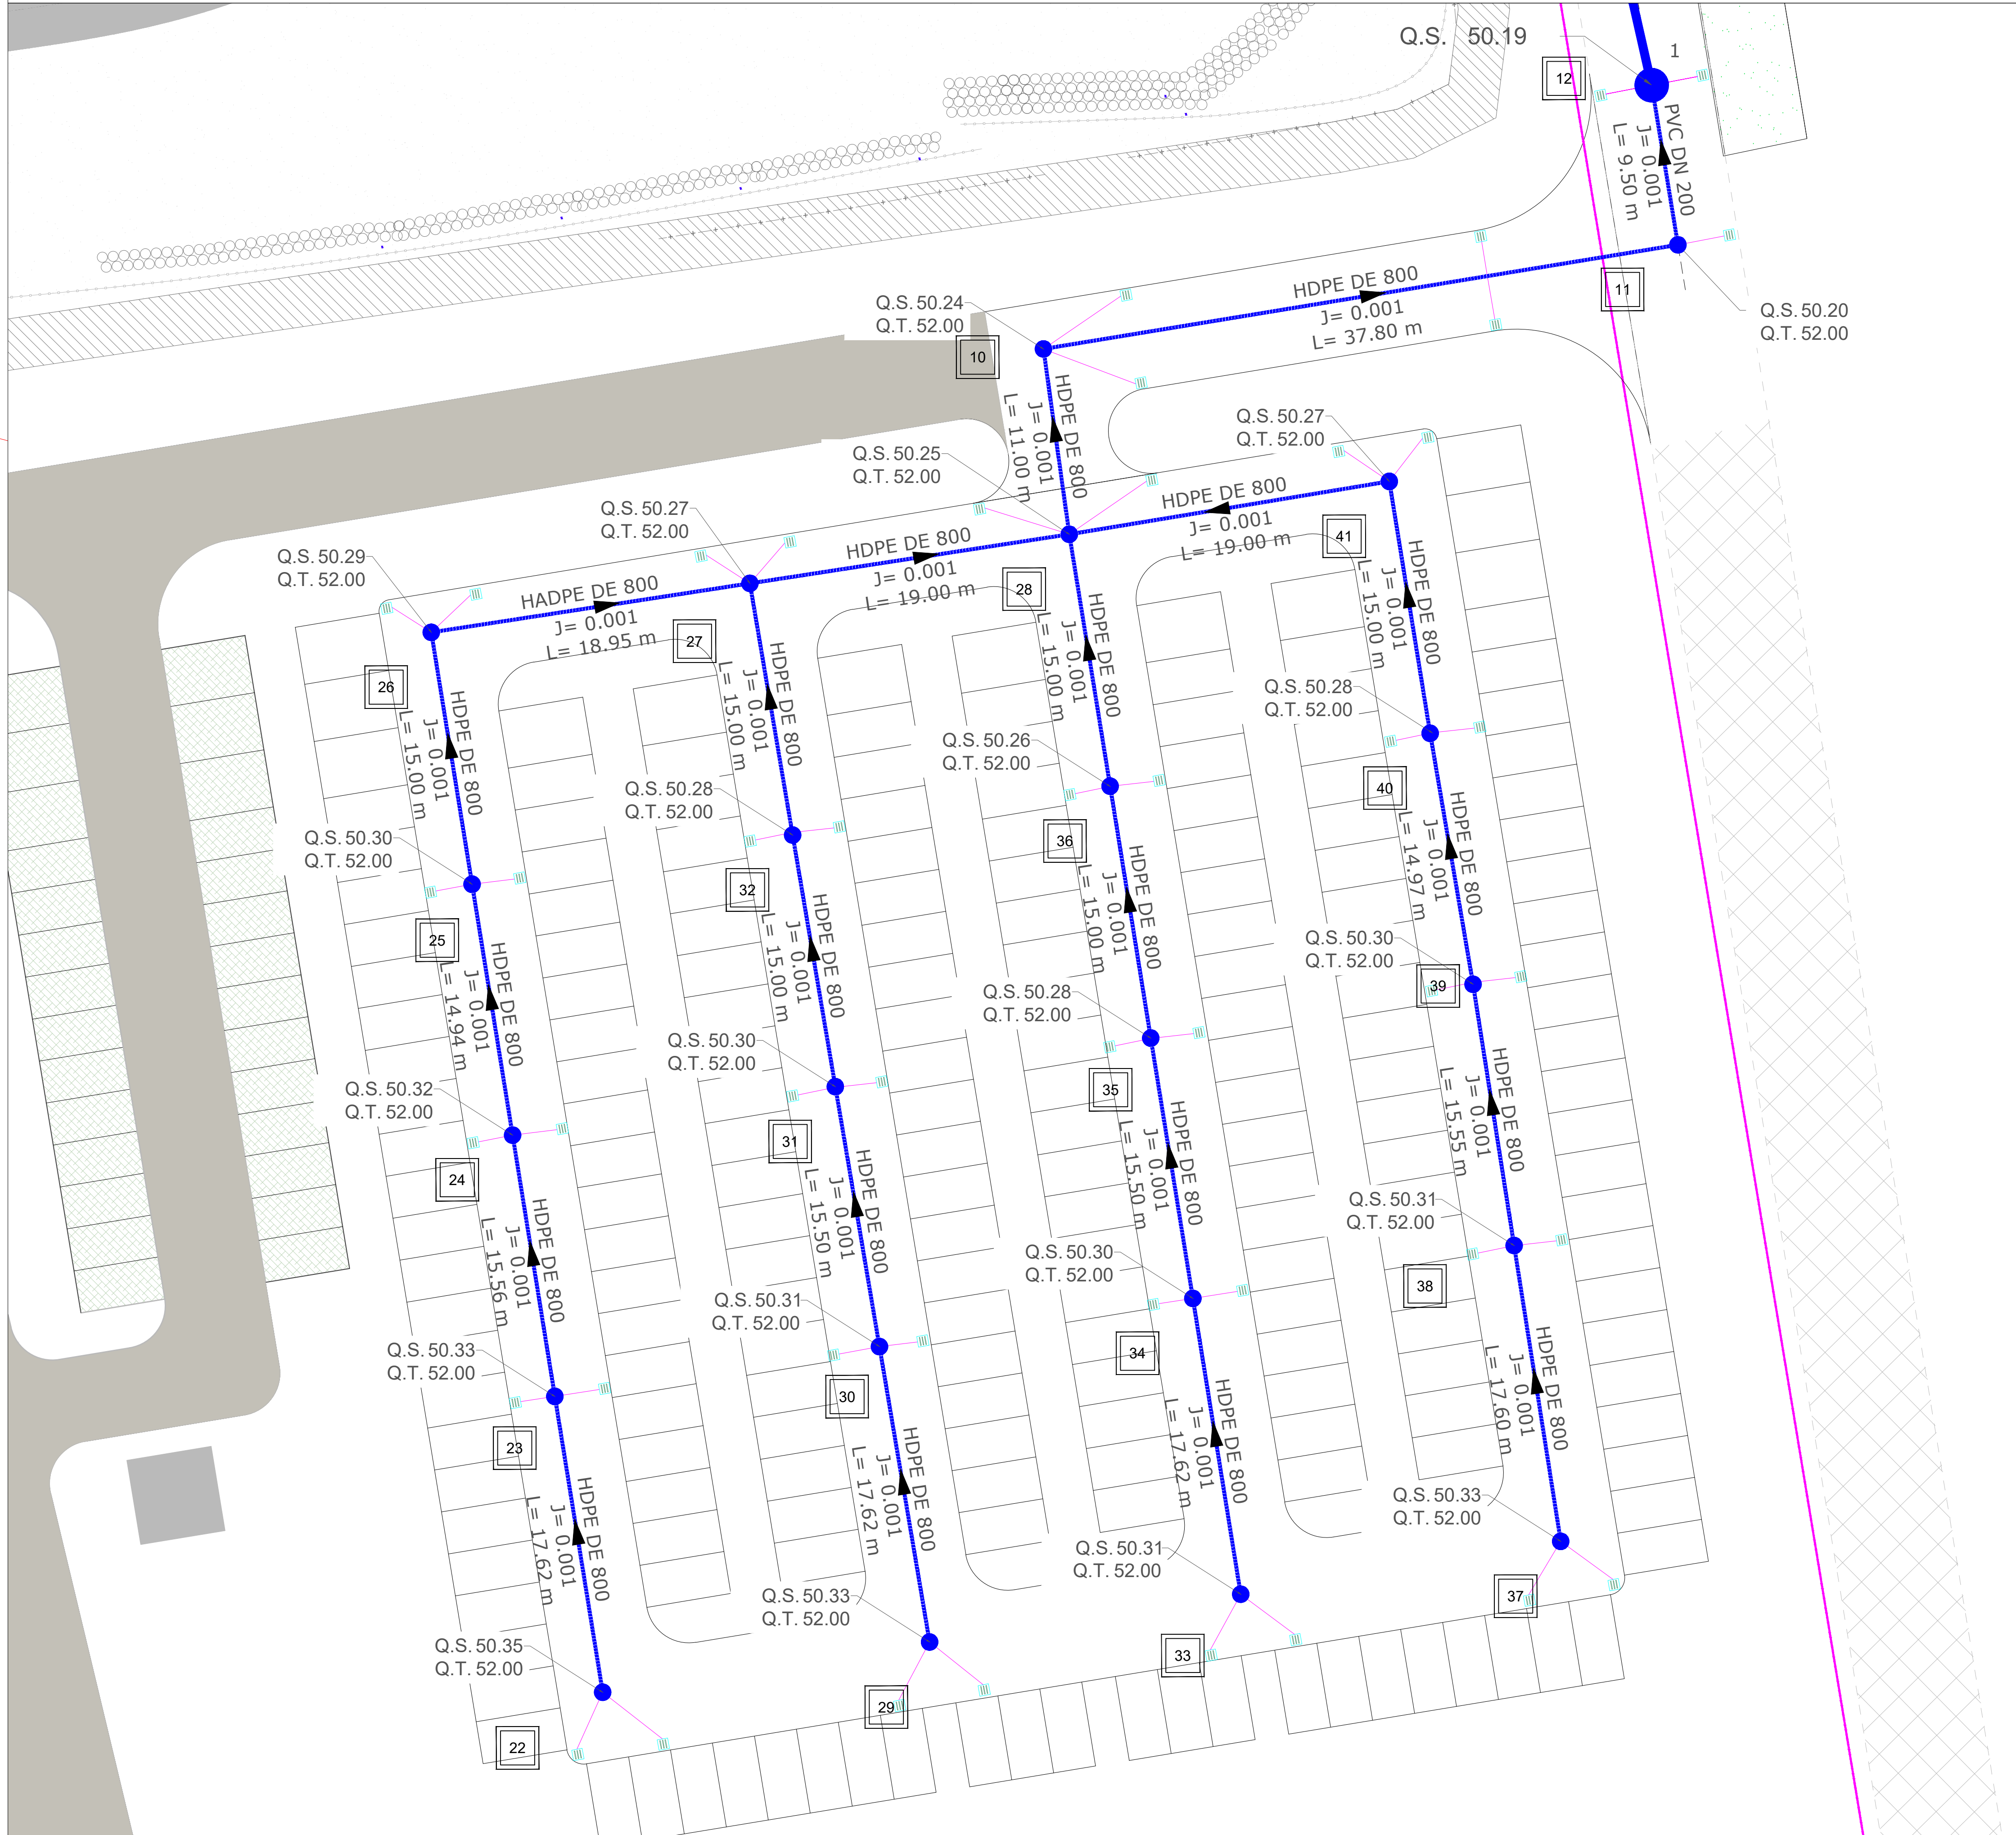 Q.S. 50.19
1
12
PVC DN 200
J= 0.001
L= 9.50 m
11
Q.S. 50.20
Q.T. 52.00
Q.S. 50.24
Q.T. 52.00
10
HDPE DE 800
J= 0.001
L= 37.80 m
HDPE DE 800
J= 0.001
L= 11.00 m
Q.S. 50.27
Q.T. 52.00
Q.S. 50.25
Q.T. 52.00
HDPE DE 800
J= 0.001
L= 19.00 m
41
Q.S. 50.27
Q.T. 52.00
HDPE DE 800
J= 0.001
L= 19.00 m
28
Q.S. 50.29
Q.T. 52.00
HADPE DE 800
J= 0.001
L= 18.95 m
27
26
HDPE DE 800
J= 0.001
L= 15.00 m
Q.S. 50.30
Q.T. 52.00
25
HDPE DE 800
J= 0.001
L= 14.94 m
Q.S. 50.32
Q.T. 52.00
24
HDPE DE 800
J= 0.001
L= 15.56 m
Q.S. 50.33
Q.T. 52.00
23
HDPE DE 800
J= 0.001
L= 17.62 m
Q.S. 50.35
Q.T. 52.00
22
HDPE DE 800
J= 0.001
L= 15.00 m
Q.S. 50.28
Q.T. 52.00
32
HDPE DE 800
J= 0.001
L= 15.00 m
Q.S. 50.30
Q.T. 52.00
31
HDPE DE 800
J= 0.001
L= 15.50 m
Q.S. 50.31
Q.T. 52.00
30
HDPE DE 800
J= 0.001
L= 17.62 m
Q.S. 50.33
Q.T. 52.00
29
HDPE DE 800
J= 0.001
L= 15.00 m
Q.S. 50.26
Q.T. 52.00
36
HDPE DE 800
J= 0.001
L= 15.00 m
Q.S. 50.28
Q.T. 52.00
35
HDPE DE 800
J= 0.001
L= 15.50 m
Q.S. 50.30
Q.T. 52.00
34
HDPE DE 800
J= 0.001
L= 17.62 m
Q.S. 50.31
Q.T. 52.00
33
HDPE DE 800
J= 0.001
L= 15.00 m
Q.S. 50.28
Q.T. 52.00
40
HDPE DE 800
J= 0.001
L= 14.97 m
Q.S. 50.30
Q.T. 52.00
39
HDPE DE 800
J= 0.001
L= 15.55 m
Q.S. 50.31
Q.T. 52.00
38
HDPE DE 800
J= 0.001
L= 17.60 m
Q.S. 50.33
Q.T. 52.00
37